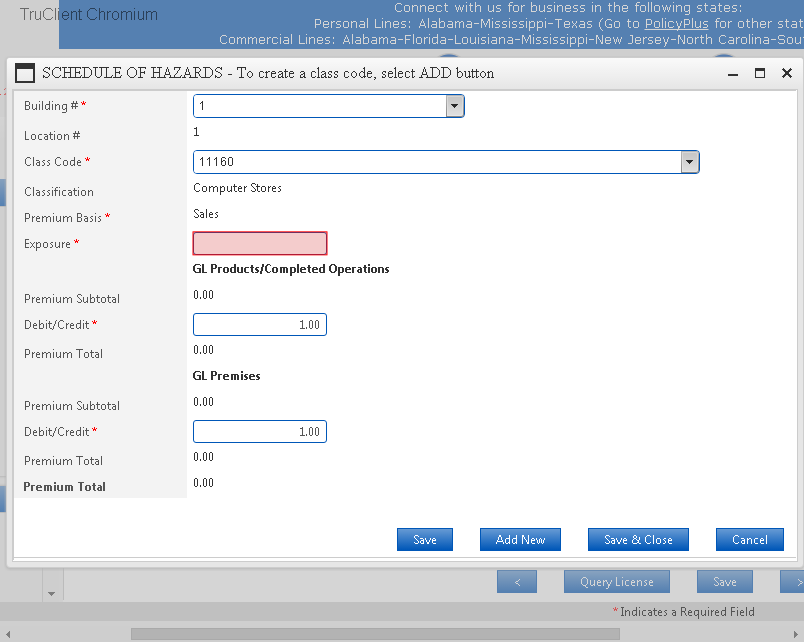 TruClient Chromium
Connect with us for business in the following states:
Personal Lines: Alabama-Mississippi-Texas (Go to PolicyPlus for other stat
Commercial Lines: Alabama-Florida-Louisiana-Mississippi-New Jersey-North Carolina-Sou
SCHEDULE OF HAZARDS - To create a class code, select ADD button
Building # * 1
Location # 1
Class Code * 11160
Classification Computer Stores
Premium Basis * Sales
Exposure *
GL Products/Completed Operations
Premium Subtotal 0.00
Debit/Credit * 1.00
Premium Total 0.00
GL Premises
Premium Subtotal 0.00
Debit/Credit * 1.00
Premium Total 0.00
Premium Total 0.00
Save Add New Save & Close Cancel
< Query License Save >
* Indicates a Required Field